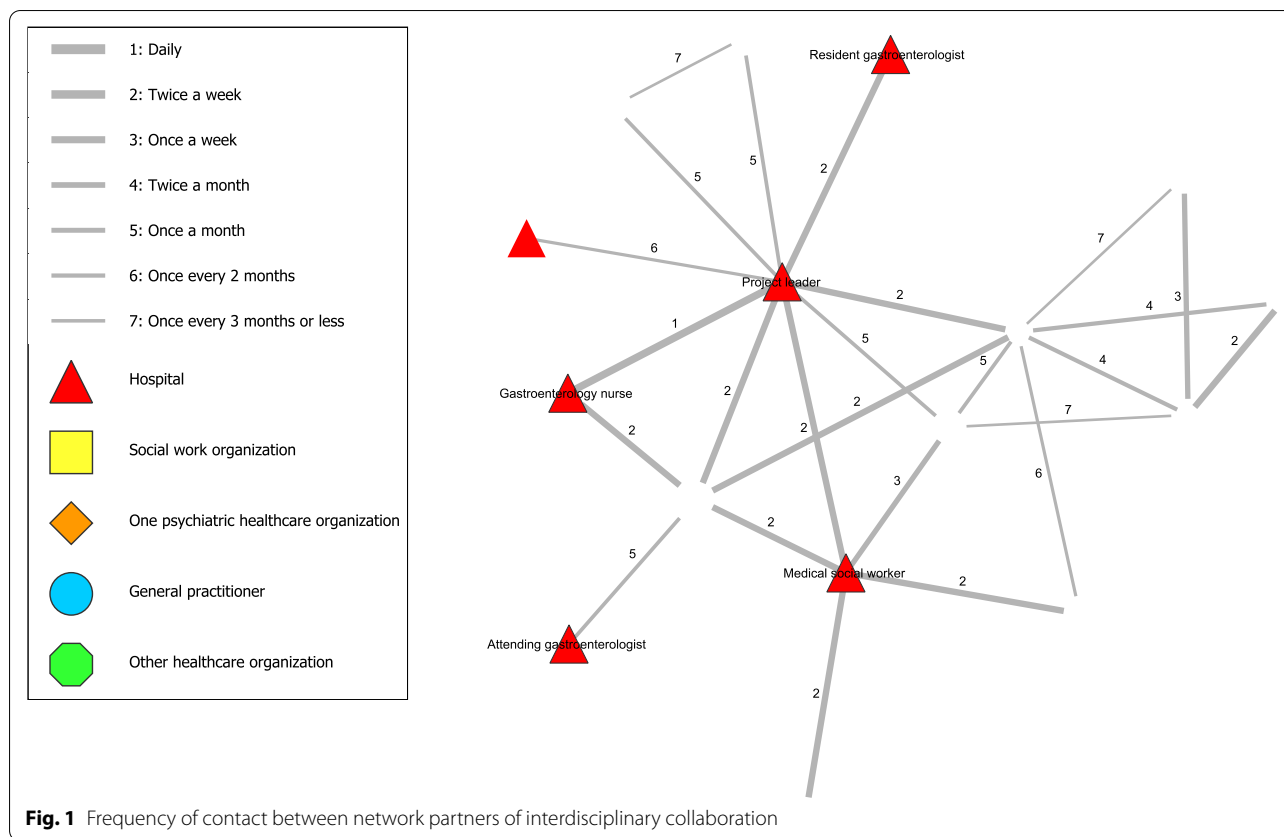 1: Daily
2: Twice a week
3: Once a week
4: Twice a month
5: Once a month
6: Once every 2 months
7: Once every 3 months or less
Hospital
Social work organization
One psychiatric healthcare organization
General practitioner
Other healthcare organization
7
Resident gastroenterologist
5
2
5
6
7
Project leader
2
4
3
1
5
2
5
4
Gastroenterology nurse
2
2
7
2
2
3
6
2
5
Medical social worker
2
Attending gastroenterologist
2
Fig. 1 Frequency of contact between network partners of interdisciplinary collaboration